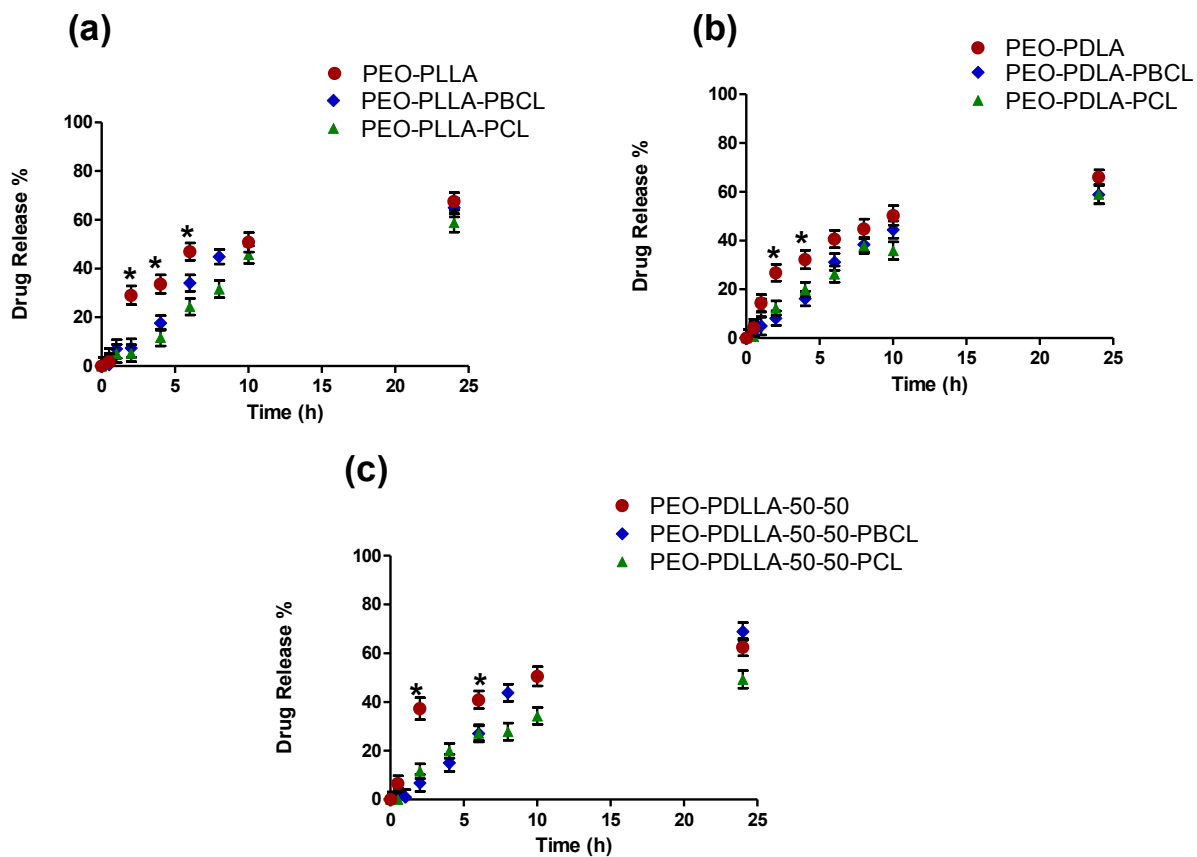 (a)
PEO-PLLA
PEO-PLLA-PBCL
PEO-PLLA-PCL
100
80
60
40
20
0
Drug Release %
* * *
0 5 10 15 20 25
Time (h)
(b)
PEO-PDLA
PEO-PDLA-PBCL
PEO-PDLA-PCL
100
80
60
40
20
0
Drug Release %
* *
0 5 10 15 20 25
Time (h)
(c)
PEO-PDLLA-50-50
PEO-PDLLA-50-50-PBCL
PEO-PDLLA-50-50-PCL
100
80
60
40
20
0
Drug Release %
* *
0 5 10 15 20 25
Time (h)